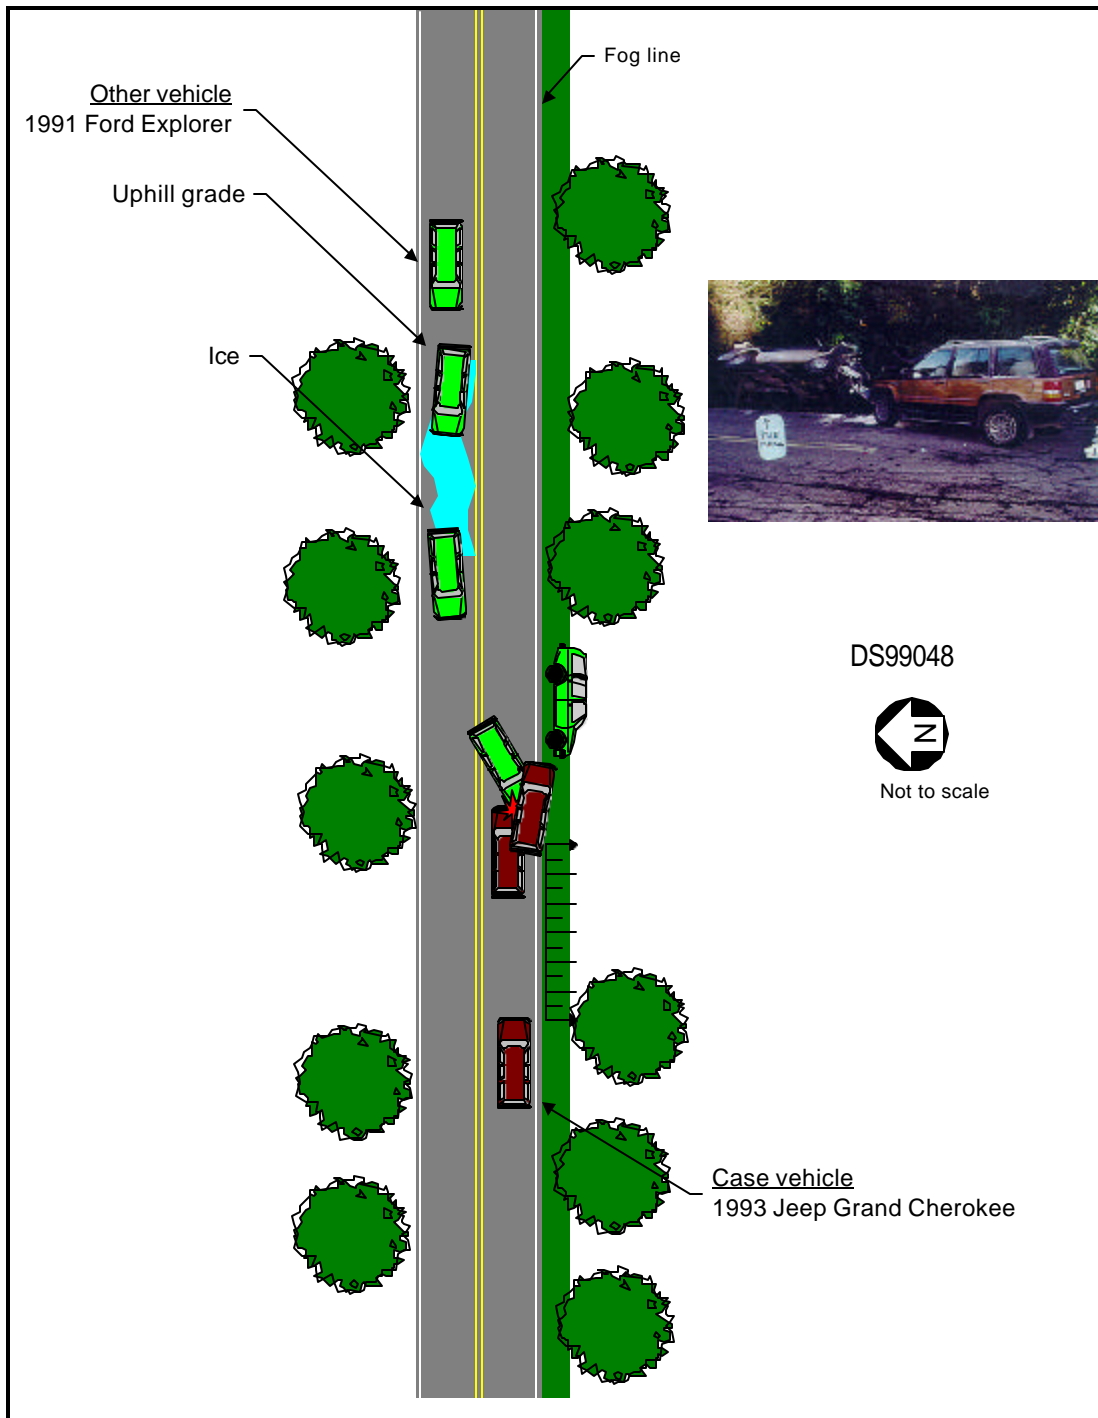 Fog line
Other vehicle
1991 Ford Explorer
Uphill grade
Ice
DS99048
N
Not to scale
Case vehicle
1993 Jeep Grand Cherokee